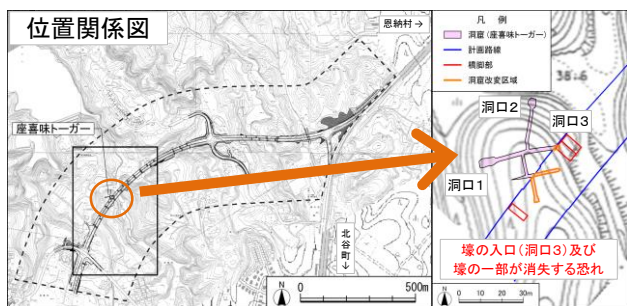 位置関係図
恩納村→
座喜味トーガー
北谷町↓
0 500m
凡 例
洞窟(座喜味トーガー)
計画路線
橋脚部
洞窟改変区域
38.6
洞口2
洞口3
洞口1
壕の入口(洞口3)及び
壕の一部が消失する恐れ
0 10 20 30m